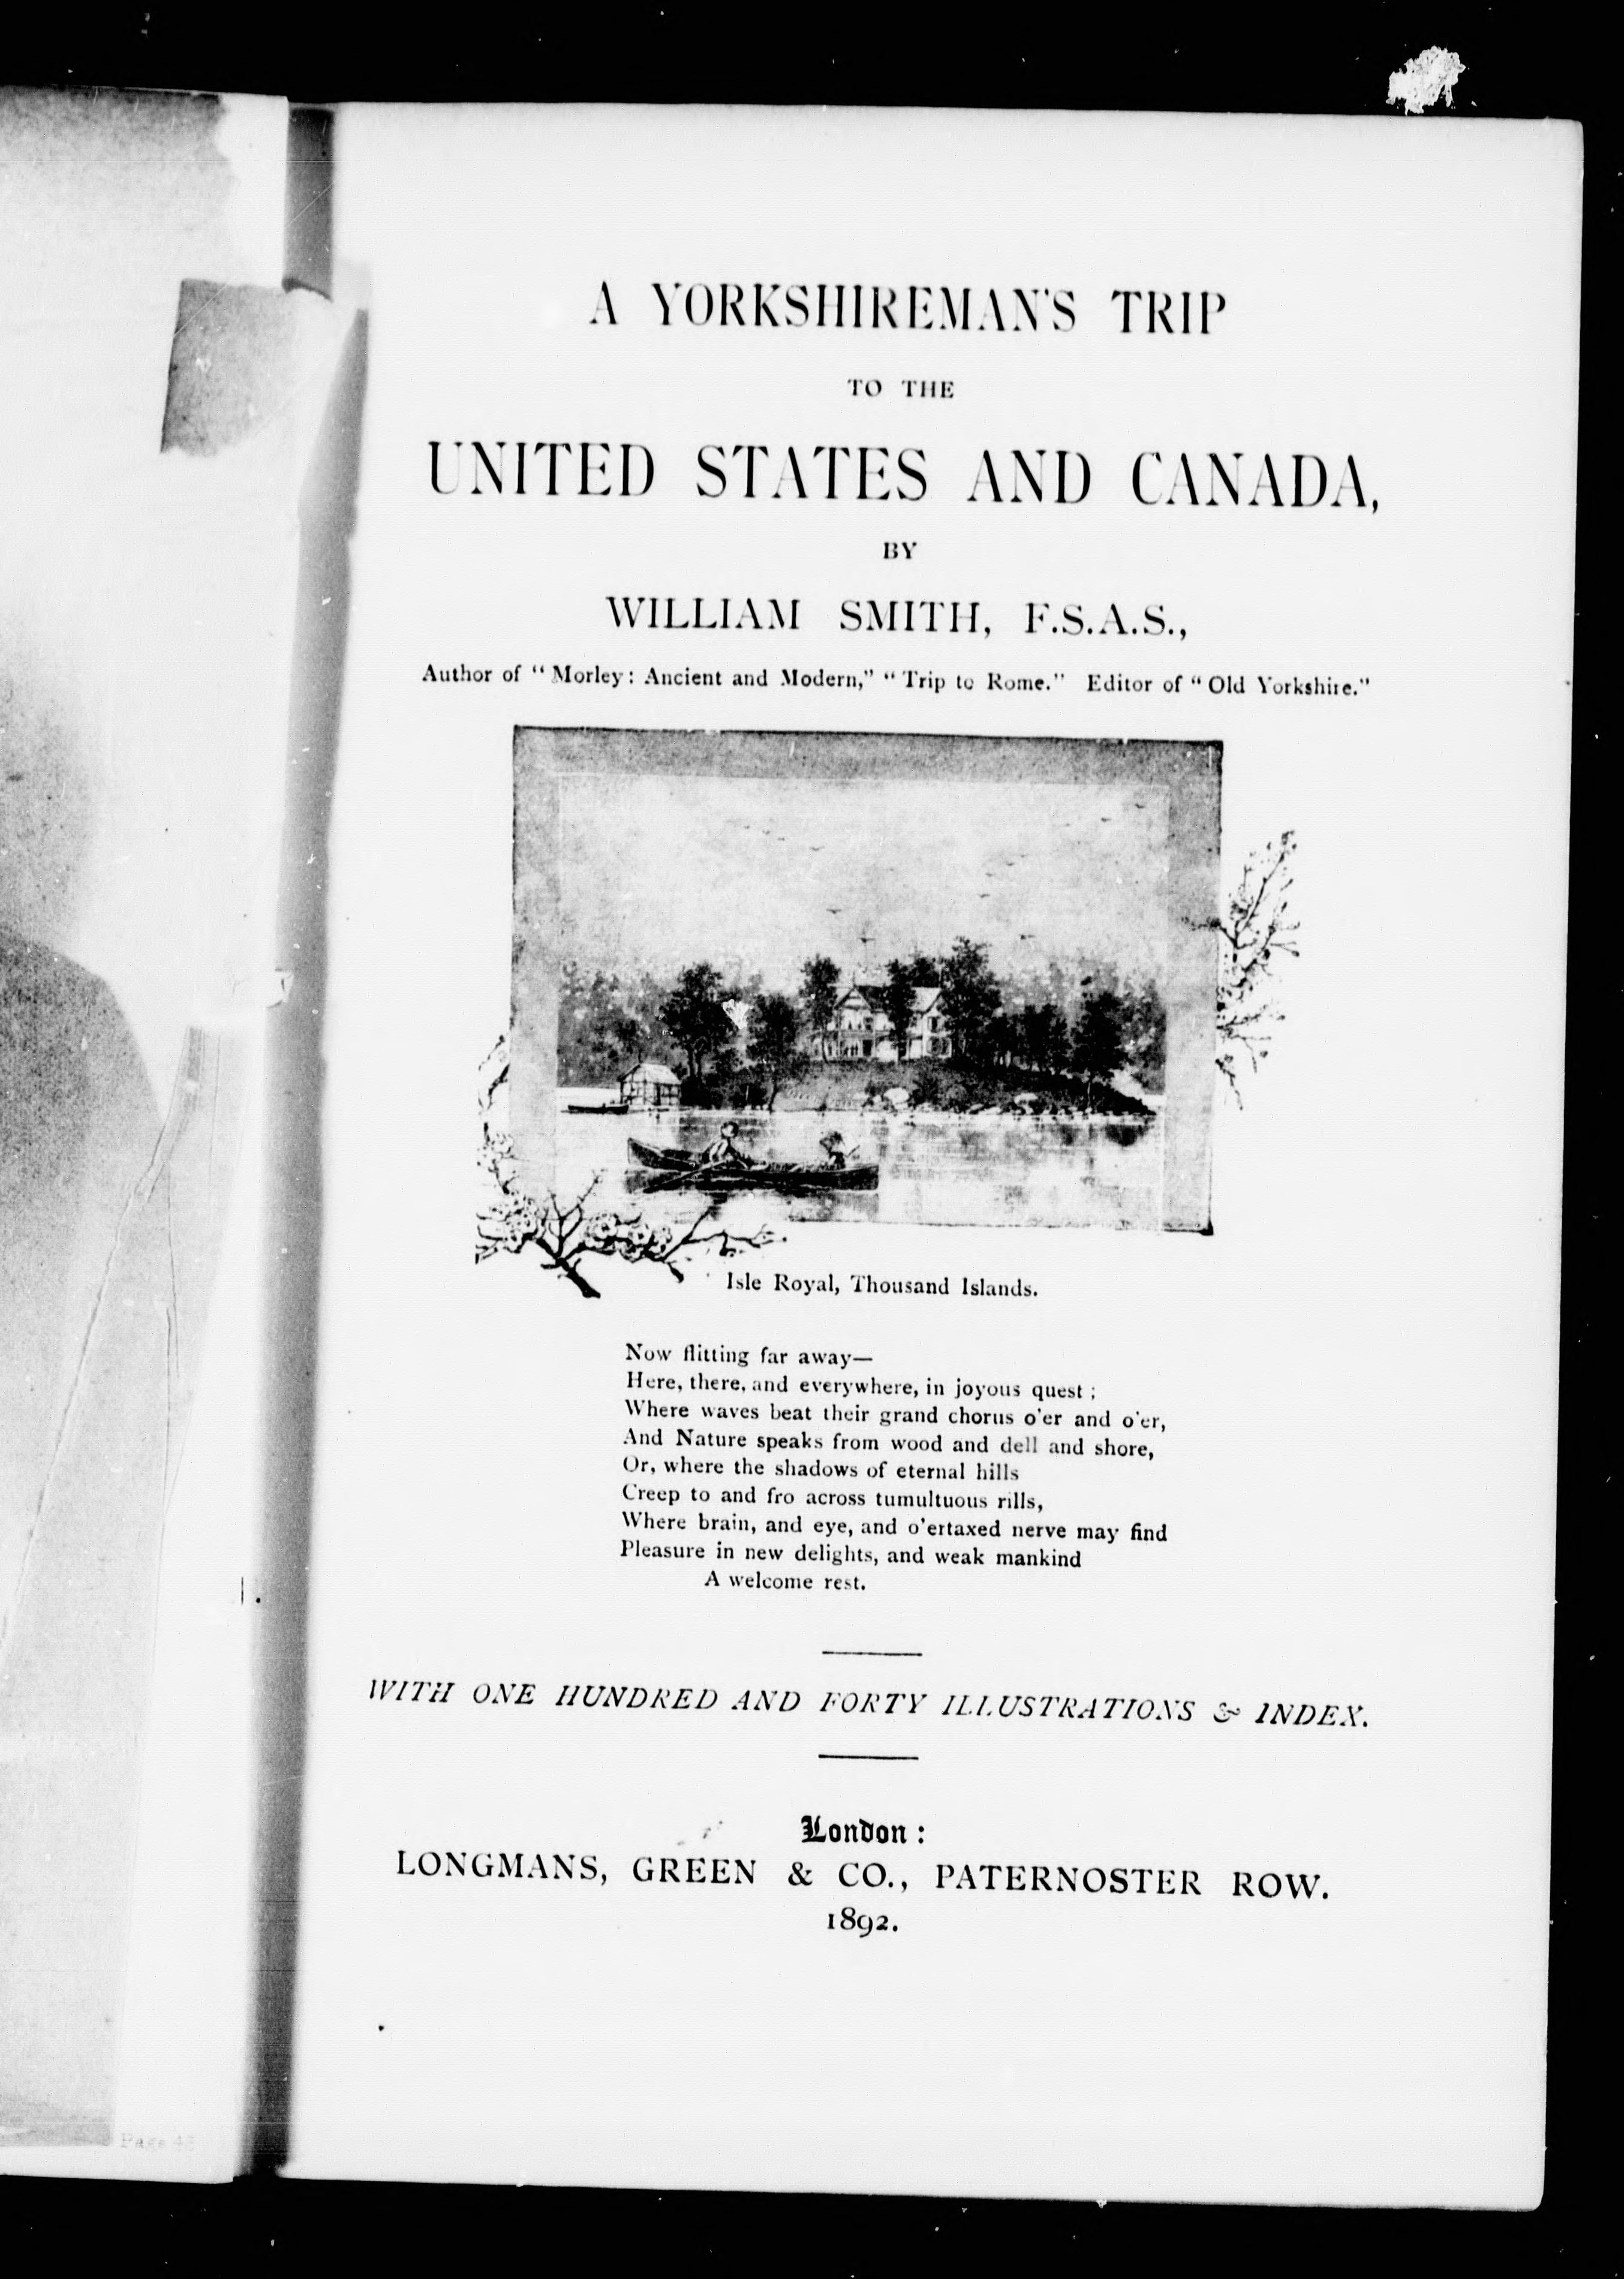 A YORKSHIREMAN'S TRIP
TO THE
UNITED STATES AND CANADA,
BY
WILLIAM SMITH, F.S.A.S.,
Author of “Morley: Ancient and Modern,” “Trip to Rome.” Editor of “Old Yorkshire.”
Isle Royal, Thousand Islands.
Now flitting far away—
Here, there, and everywhere, in joyous quest ;
Where waves beat their grand chorus o'er and o'er,
And Nature speaks from wood and dell and shore,
Or, where the shadows of eternal hills
Creep to and fro across tumultuous rills,
Where brain, and eye, and o'ertaxed nerve may find
Pleasure in new delights, and weak mankind
A welcome rest.
WITH ONE HUNDRED AND FORTY ILLUSTRATIONS & INDEX.
London :
LONGMANS, GREEN & CO., PATERNOSTER ROW.
1892.
Page